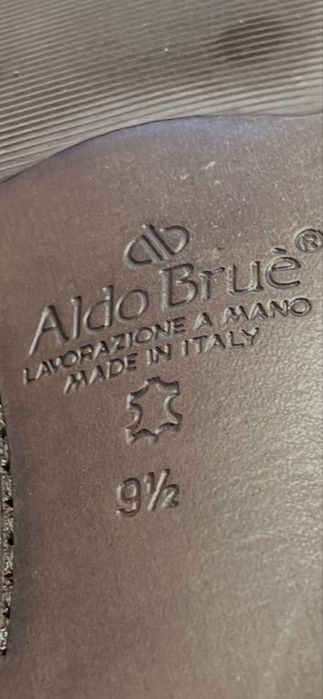 Aldo Bruè®
LAVORAZIONE A MANO
MADE IN ITALY
9½